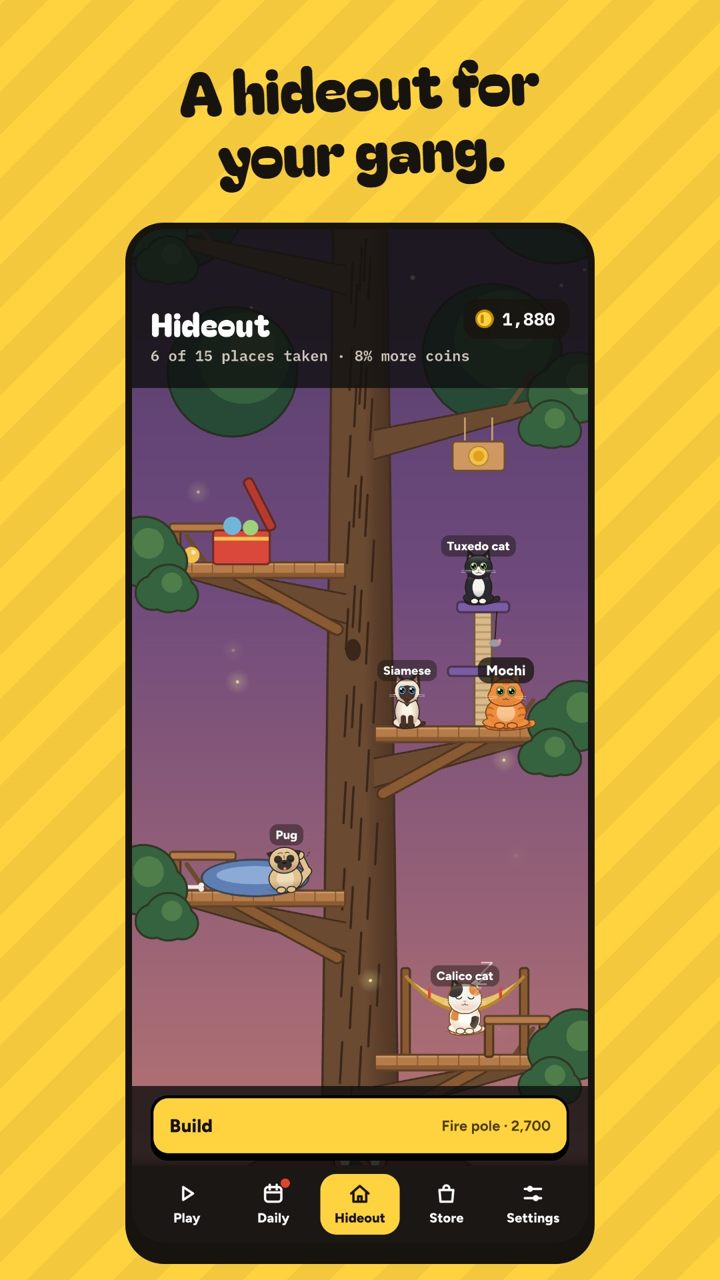 A hideout for
your gang.
Hideout
1,880
6 of 15 places taken · 8% more coins
Tuxedo cat
Siamese
Mochi
Pug
Calico cat
Z
Build
Fire pole · 2,700
Play
Daily
Hideout
Store
Settings